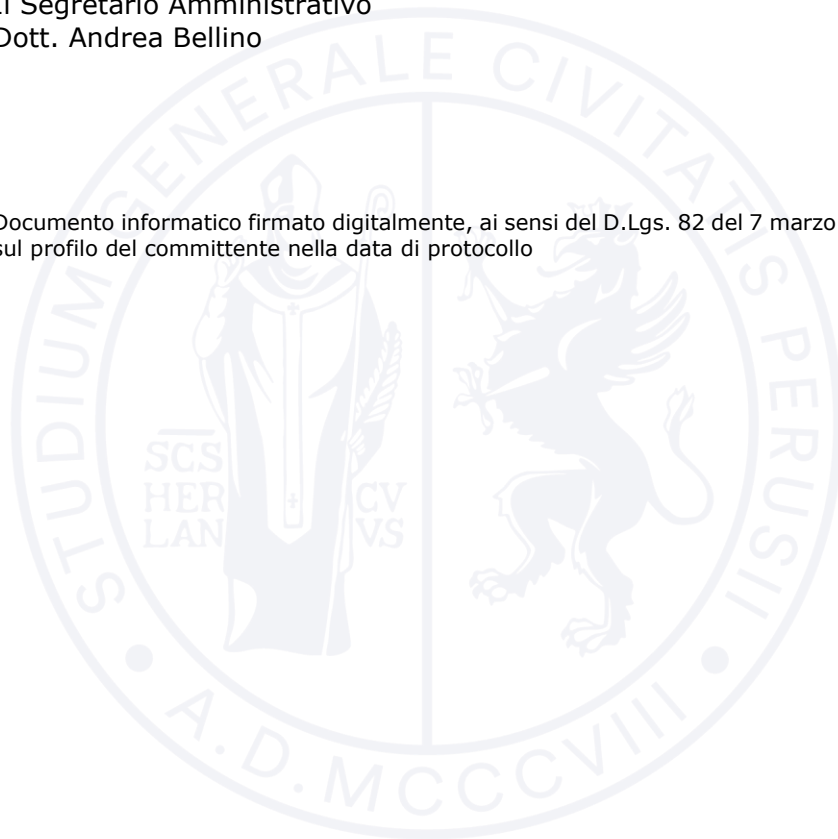 Il Segretario Amministrativo
Dott. Andrea Bellino
Documento informatico firmato digitalmente, ai sensi del D.Lgs. 82 del 7 marzo
sul profilo del committente nella data di protocollo
STUDIUM GENERALE CIVITATIS PERUSII
SCS
HER
LAN
CV
VS
A.D. MCCCVIII